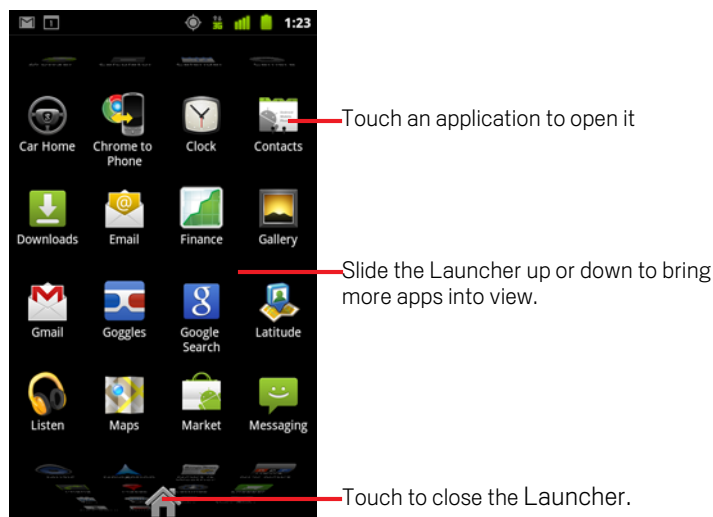 1:23
3G
Car Home Chrome to Clock Contacts
Phone
Touch an application to open it
Downloads Email Finance Gallery
Slide the Launcher up or down to bring
more apps into view.
Gmail Goggles Google Latitude
Search
Listen Maps Market Messaging
Touch to close the Launcher.